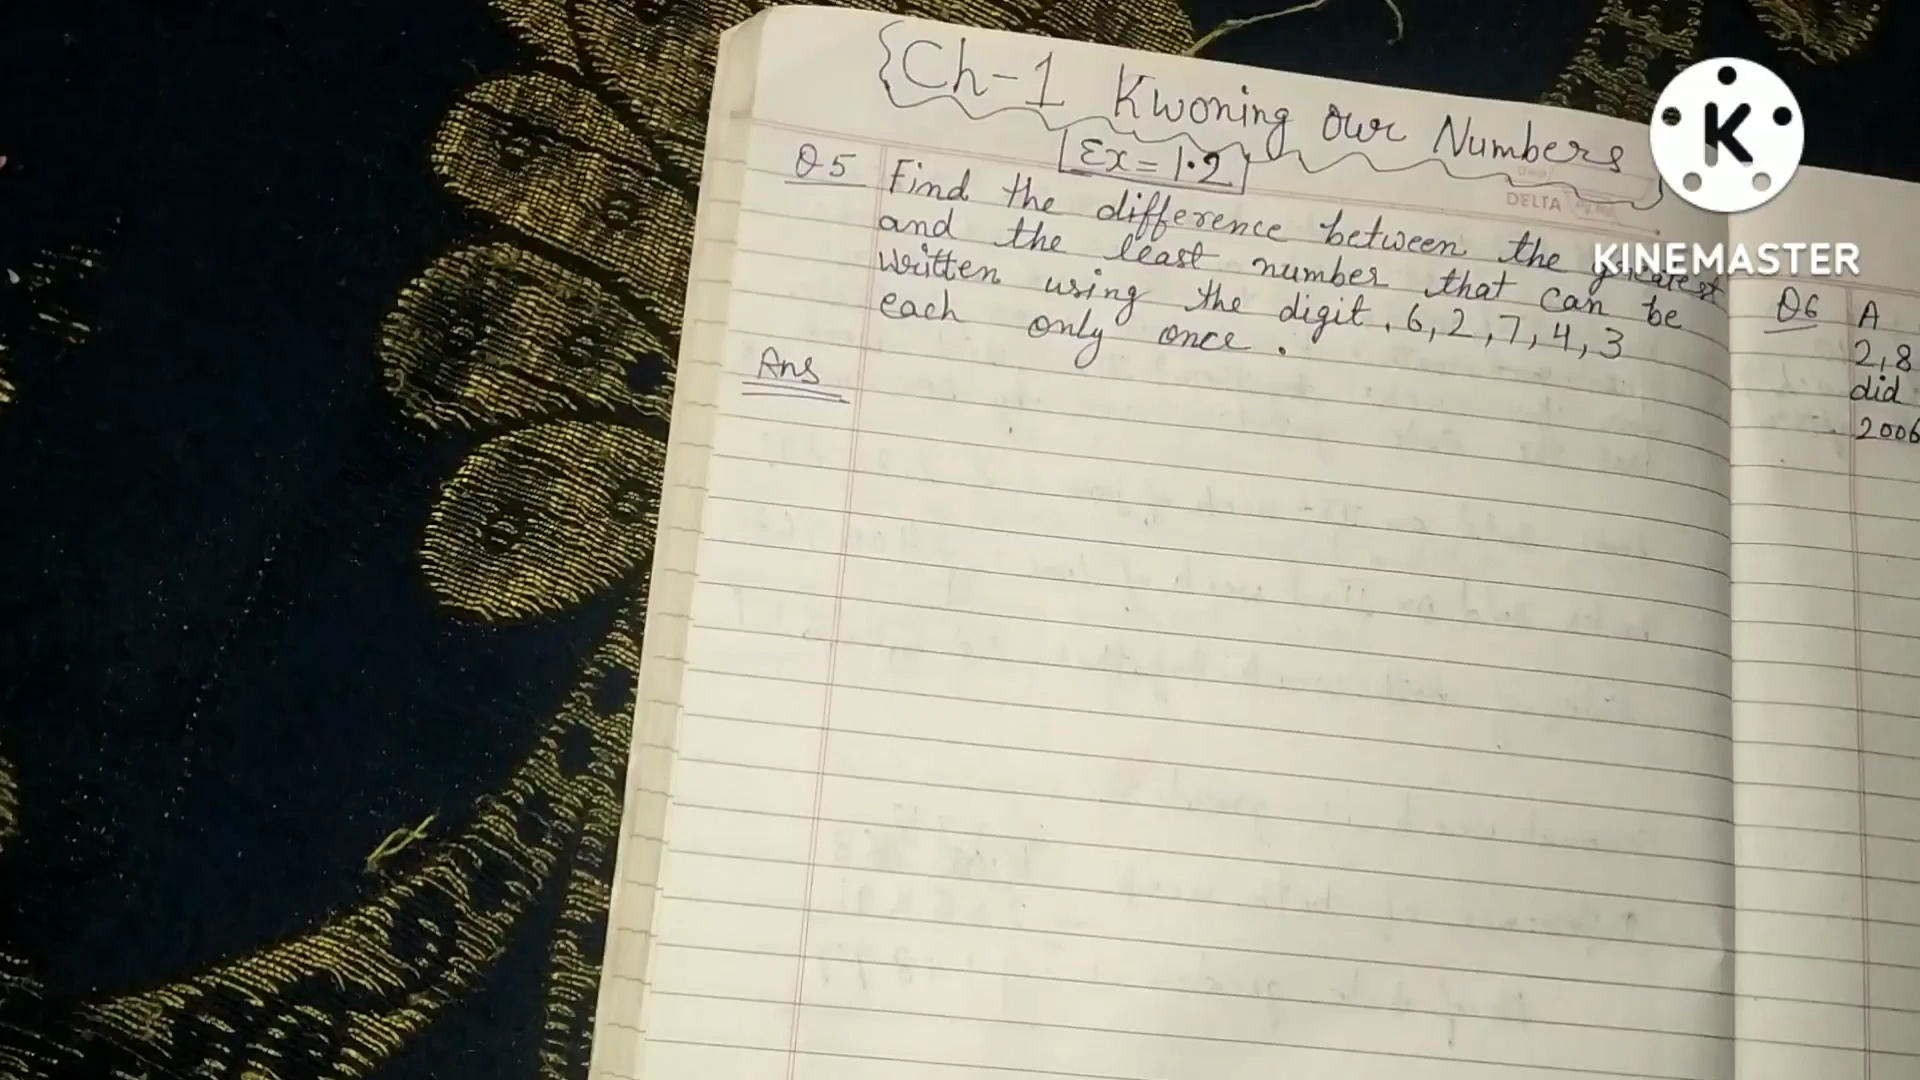 Ch-1 Kwoning our Numbers
Ex = 1.2
DELTA
Q5 Find the difference between the greatest
and the least number that can be
written using the digit . 6, 2, 7, 4, 3
each only once .
Ans
Q6 A
2,8
did
2006
K
KINEMASTER